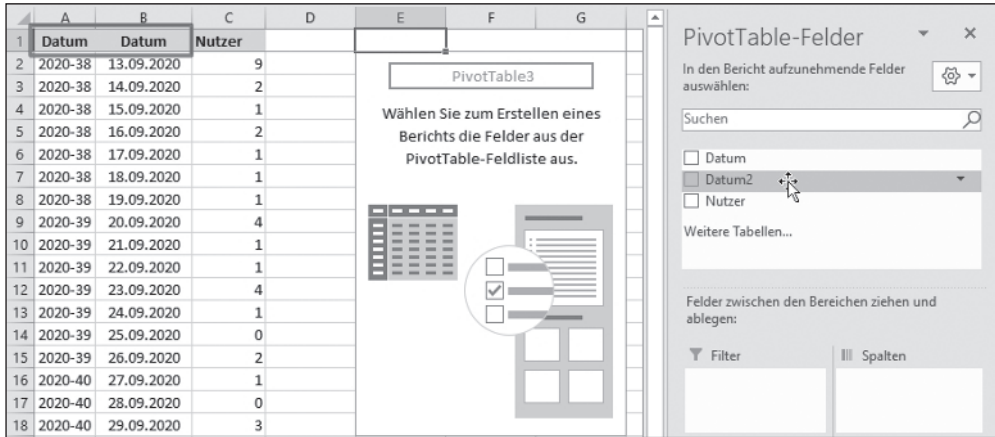 A B C D E F G
1 Datum Datum Nutzer
2 2020-38 13.09.2020 9
3 2020-38 14.09.2020 2
4 2020-38 15.09.2020 1
5 2020-38 16.09.2020 2
6 2020-38 17.09.2020 1
7 2020-38 18.09.2020 1
8 2020-38 19.09.2020 1
9 2020-39 20.09.2020 4
10 2020-39 21.09.2020 1
11 2020-39 22.09.2020 1
12 2020-39 23.09.2020 4
13 2020-39 24.09.2020 1
14 2020-39 25.09.2020 0
15 2020-39 26.09.2020 2
16 2020-40 27.09.2020 1
17 2020-40 28.09.2020 0
18 2020-40 29.09.2020 3
PivotTable3
Wählen Sie zum Erstellen eines
Berichts die Felder aus der
PivotTable-Feldliste aus.
PivotTable-Felder
In den Bericht aufzunehmende Felder
auswählen:
Suchen
Datum
Datum2
Nutzer
Weitere Tabellen...
Felder zwischen den Bereichen ziehen und
ablegen:
Filter
Spalten